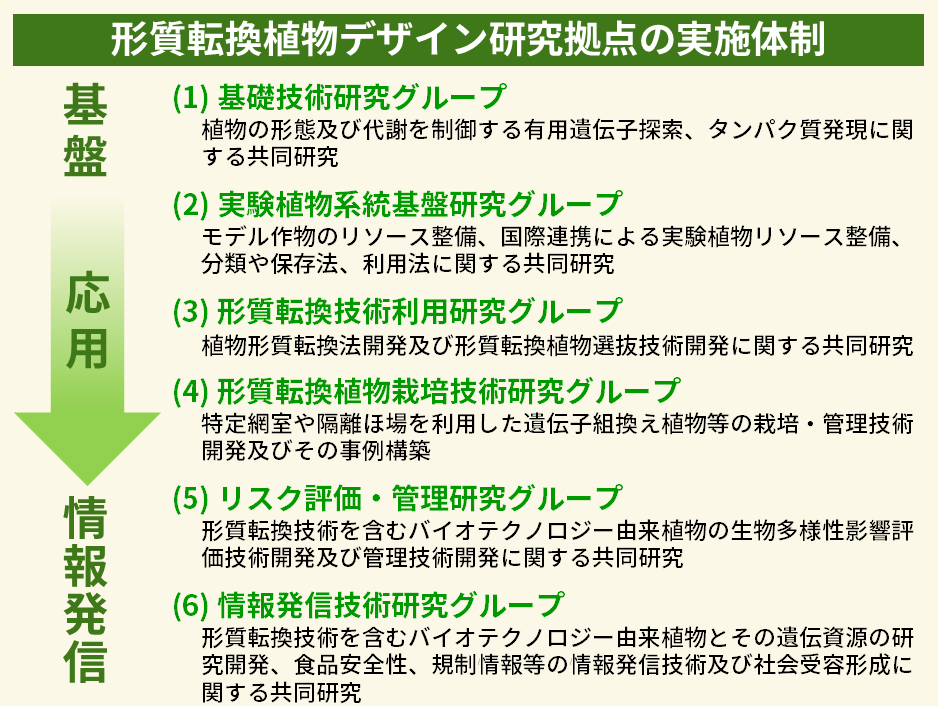 形質転換植物デザイン研究拠点の実施体制
基盤
応用
情報発信
(1) 基礎技術研究グループ
植物の形態及び代謝を制御する有用遺伝子探索、タンパク質発現に関
する共同研究
(2) 実験植物系統基盤研究グループ
モデル作物のリソース整備、国際連携による実験植物リソース整備、
分類や保存法、利用法に関する共同研究
(3) 形質転換技術利用研究グループ
植物形質転換法開発及び形質転換植物選抜技術開発に関する共同研究
(4) 形質転換植物栽培技術研究グループ
特定網室や隔離ほ場を利用した遺伝子組換え植物等の栽培・管理技術
開発及びその事例構築
(5) リスク評価・管理研究グループ
形質転換技術を含むバイオテクノロジー由来植物の生物多様性影響評
価技術開発及び管理技術開発に関する共同研究
(6) 情報発信技術研究グループ
形質転換技術を含むバイオテクノロジー由来植物とその遺伝資源の研
究開発、食品安全性、規制情報等の情報発信技術及び社会受容形成に
関する共同研究